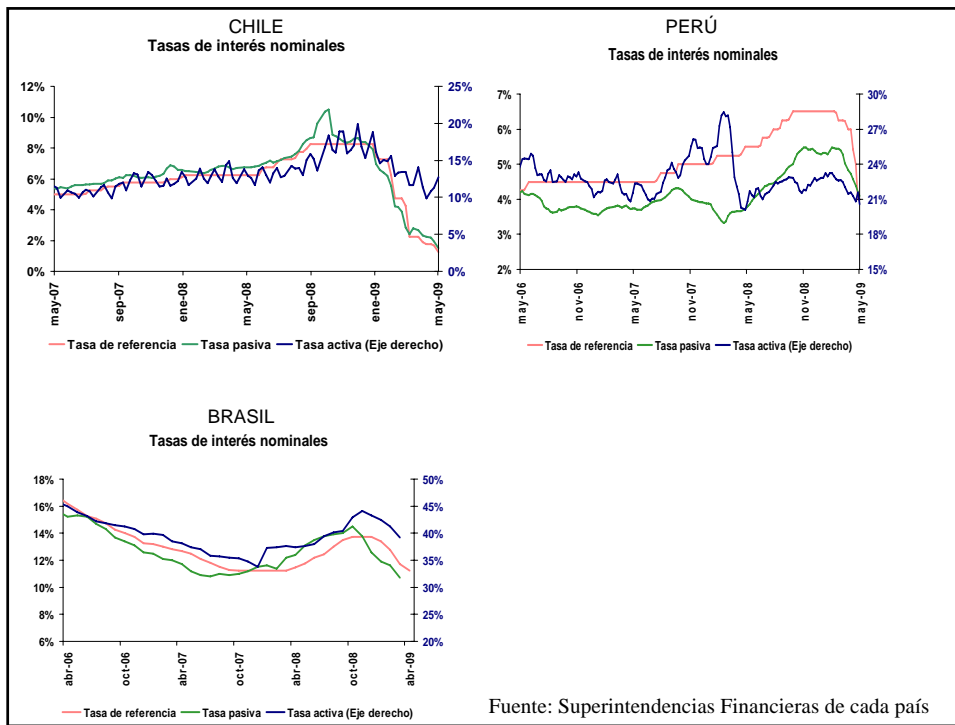 CHILE
Tasas de interés nominales
12%
10%
8%
6%
4%
2%
0%
25%
20%
15%
10%
5%
0%
may-07
sep-07
ene-08
may-08
sep-08
ene-09
may-09
Tasa de referencia Tasa pasiva Tasa activa (Eje derecho)
PERÚ
Tasas de interés nominales
7%
6%
5%
4%
3%
2%
30%
27%
24%
21%
18%
15%
may-06
nov-06
may-07
nov-07
may-08
nov-08
may-09
Tasa de referencia Tasa pasiva Tasa activa (Eje derecho)
BRASIL
Tasas de interés nominales
18%
16%
14%
12%
10%
8%
6%
50%
45%
40%
35%
30%
25%
20%
abr-06
oct-06
abr-07
oct-07
abr-08
oct-08
abr-09
Tasa de referencia Tasa pasiva Tasa activa (Eje derecho)
Fuente: Superintendencias Financieras de cada país